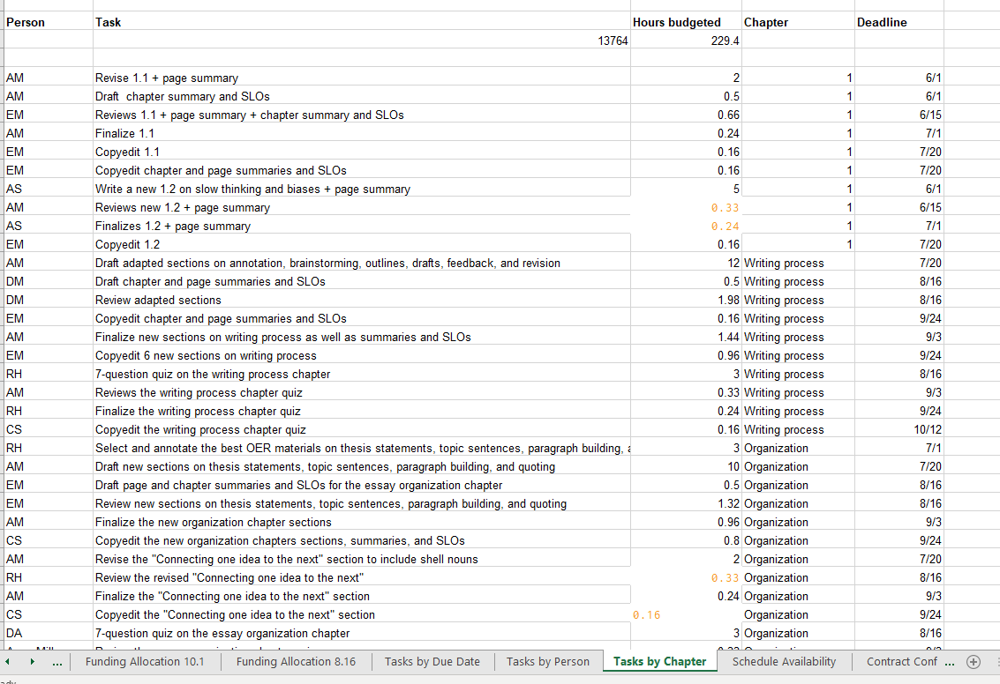 Person Task Hours budgeted Chapter Deadline
13764 229.4
AM Revise 1.1 + page summary 2 1 6/1
AM Draft  chapter summary and SLOs 0.5 1 6/1
EM Reviews 1.1 + page summary + chapter summary and SLOs 0.66 1 6/15
AM Finalize 1.1 0.24 1 7/1
EM Copyedit 1.1 0.16 1 7/20
EM Copyedit chapter and page summaries and SLOs 0.16 1 7/20
AS Write a new 1.2 on slow thinking and biases + page summary 5 1 6/1
AM Reviews new 1.2 + page summary 0.33 1 6/15
AS Finalizes 1.2 + page summary 0.24 1 7/1
EM Copyedit 1.2 0.16 1 7/20
AM Draft adapted sections on annotation, brainstorming, outlines, drafts, feedback, and revision 12 Writing process 7/20
DM Draft chapter and page summaries and SLOs 0.5 Writing process 8/16
DM Review adapted sections 1.98 Writing process 8/16
EM Copyedit chapter and page summaries and SLOs 0.16 Writing process 9/24
AM Finalize new sections on writing process as well as summaries and SLOs 1.44 Writing process 9/3
EM Copyedit 6 new sections on writing process 0.96 Writing process 9/24
RH 7-question quiz on the writing process chapter 3 Writing process 8/16
AM Reviews the writing process chapter quiz 0.33 Writing process 9/3
RH Finalize the writing process chapter quiz 0.24 Writing process 9/24
CS Copyedit the writing process chapter quiz 0.16 Writing process 10/12
RH Select and annotate the best OER materials on thesis statements, topic sentences, paragraph building, 3 Organization 7/1
AM Draft new sections on thesis statements, topic sentences, paragraph building, and quoting 10 Organization 7/20
EM Draft page and chapter summaries and SLOs for the essay organization chapter 0.5 Organization 8/16
EM Review new sections on thesis statements, topic sentences, paragraph building, and quoting 1.32 Organization 8/16
AM Finalize the new organization chapter sections 0.96 Organization 9/3
CS Copyedit the new organization chapters sections, summaries, and SLOs 0.8 Organization 9/24
AM Revise the "Connecting one idea to the next" section to include shell nouns 2 Organization 7/20
RH Review the revised "Connecting one idea to the next" 0.33 Organization 8/16
AM Finalize the "Connecting one idea to the next" section 0.24 Organization 9/3
CS Copyedit the "Connecting one idea to the next" section 0.16 Organization 9/24
DA 7-question quiz on the essay organization chapter 3 Organization 8/16
... Funding Allocation 10.1 Funding Allocation 8.16 Tasks by Due Date Tasks by Person Tasks by Chapter Schedule Availability Contract Conf ...